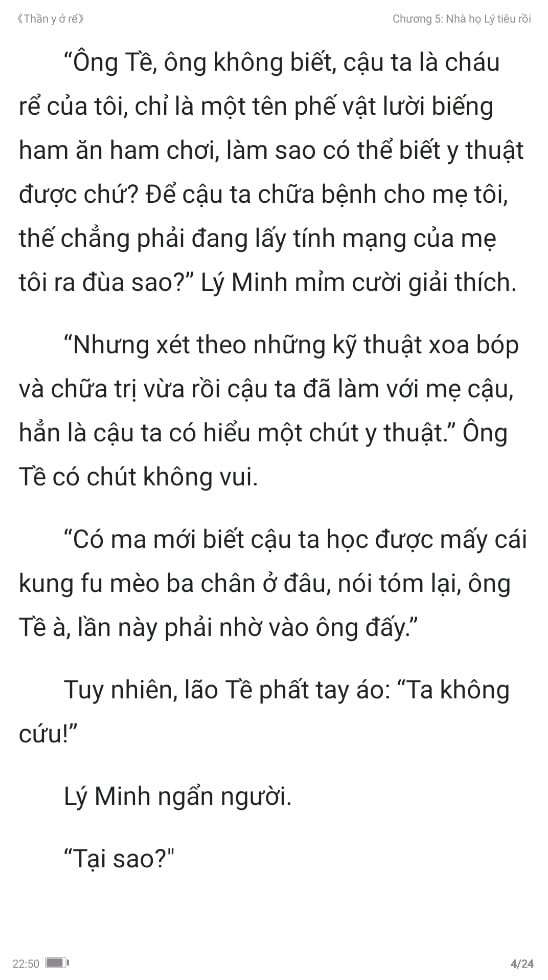 《Thần y ở rể》
Chương 5: Nhà họ Lý tiêu rồi
“Ông Tề, ông không biết, cậu ta là cháu
rể của tôi, chỉ là một tên phế vật lười biếng
ham ăn ham chơi, làm sao có thể biết y thuật
được chứ? Để cậu ta chữa bệnh cho mẹ tôi,
thế chẳng phải đang lấy tính mạng của mẹ
tôi ra đùa sao?” Lý Minh mỉm cười giải thích.
“Nhưng xét theo những kỹ thuật xoa bóp
và chữa trị vừa rồi cậu ta đã làm với mẹ cậu,
hẳn là cậu ta có hiểu một chút y thuật.” Ông
Tề có chút không vui.
“Có ma mới biết cậu ta học được mấy cái
kung fu mèo ba chân ở đâu, nói tóm lại, ông
Tề à, lần này phải nhờ vào ông đấy.”
Tuy nhiên, lão Tề phất tay áo: “Ta không
cứu!”
Lý Minh ngẩn người.
“Tại sao?"
22:50
4/24